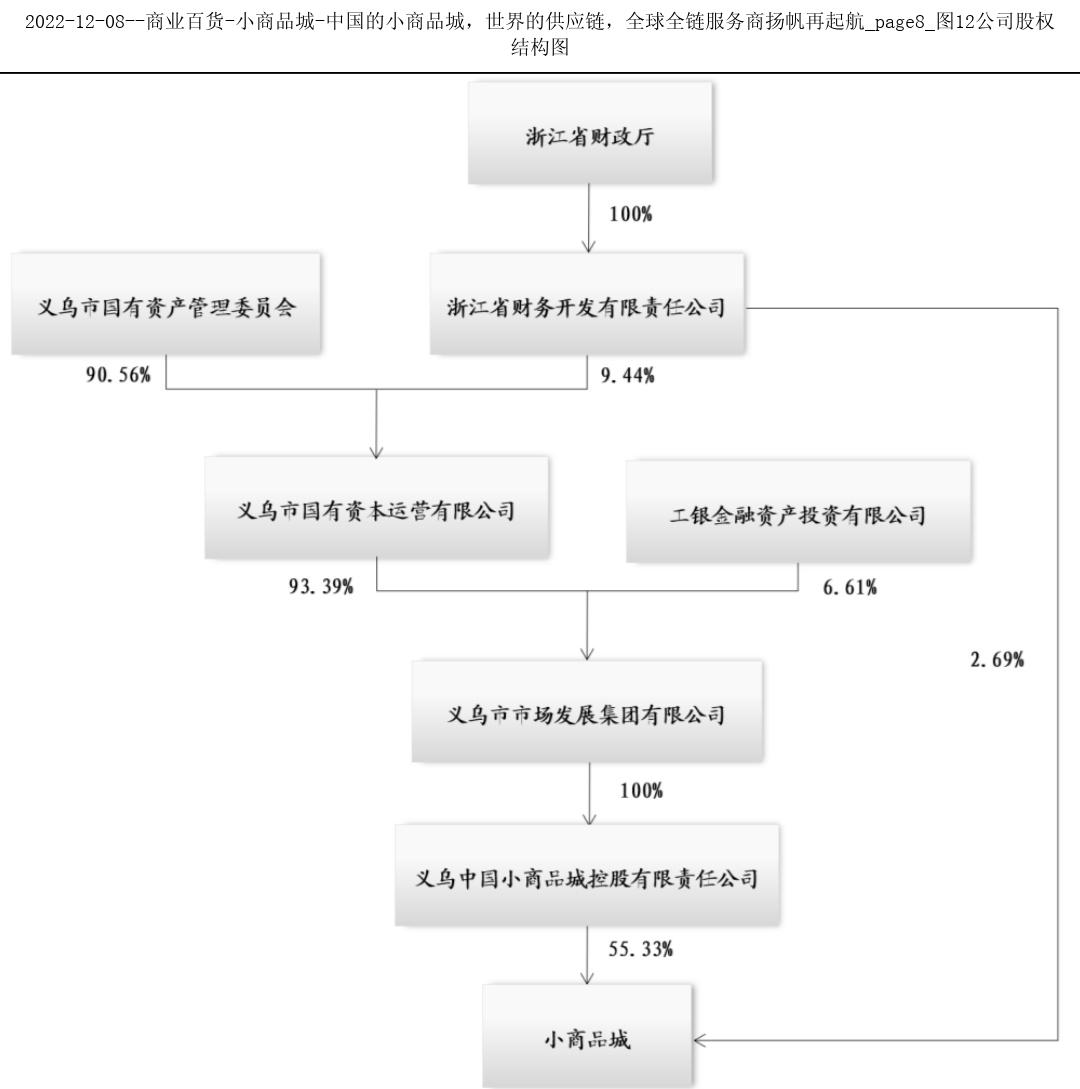 2022-12-08--商业百货-小商品城-中国的小商品城，世界的供应链，全球全链服务商扬帆再起航_page8_图12公司股权
结构图
浙江省财政厅
100%
义乌市国有资产管理委员会
浙江省财务开发有限责任公司
90.56%
9.44%
义乌市国有资本运营有限公司
工银金融资产投资有限公司
93.39%
6.61%
2.69%
义乌市市场发展集团有限公司
100%
义乌中国小商品城控股有限责任公司
55.33%
小商品城